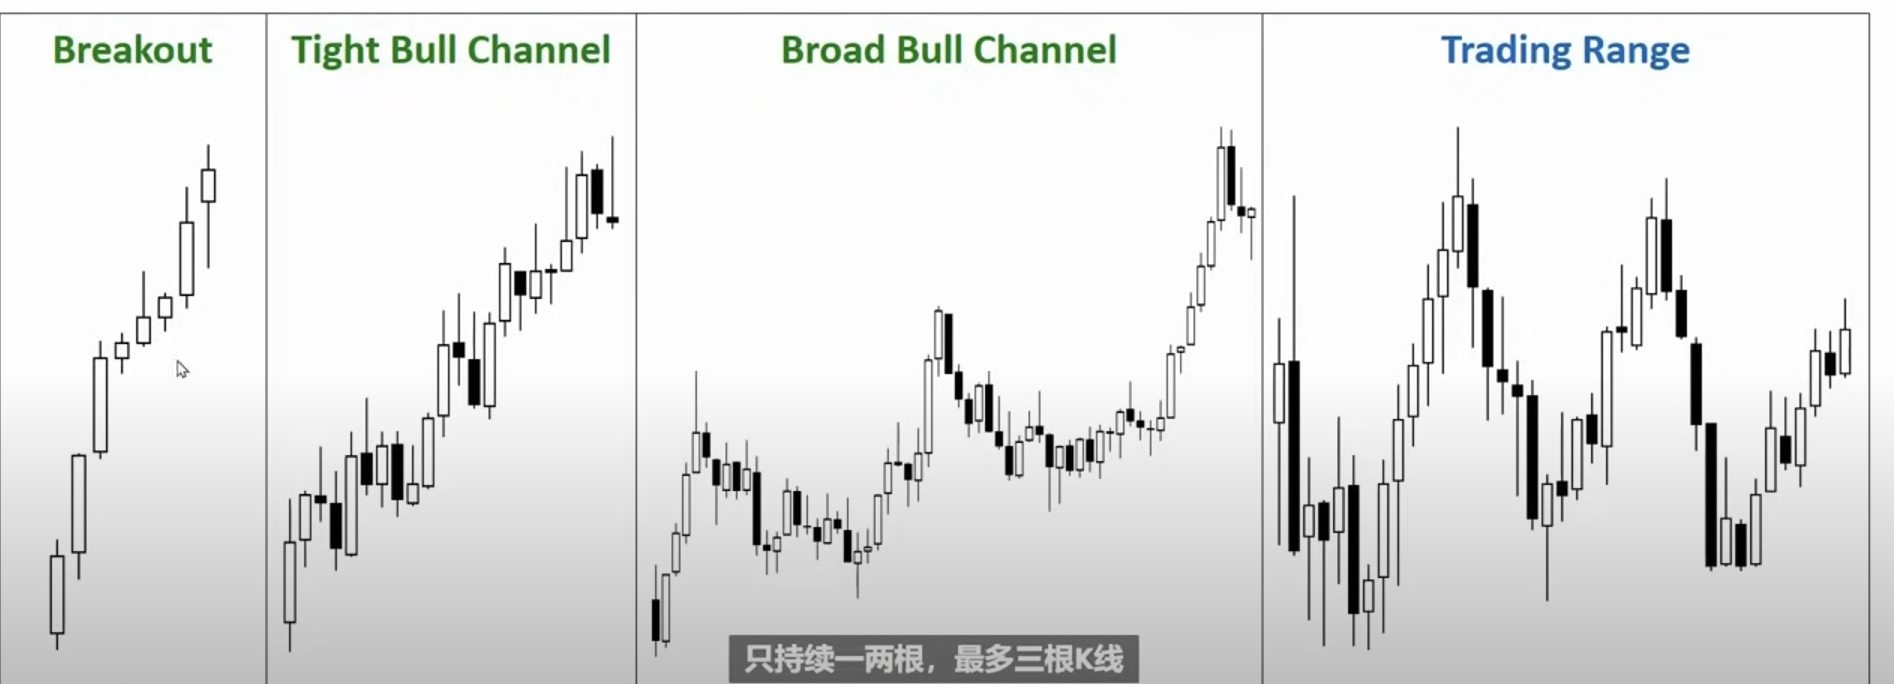 Breakout
Tight Bull Channel
Broad Bull Channel
Trading Range
只持续一两根，最多三根K线